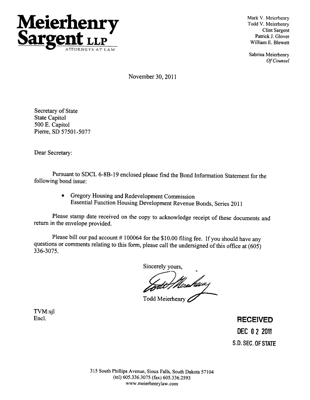 Meierhenry
Sargent LLP
ATTORNEYS AT LAW
Mark V. Meierhenry
Todd V. Meierhenry
Clint Sargent
Patrick J. Glover
William E. Blewett
Sabrina Meierhenry
Of Counsel
November 30, 2011
Secretary of State
State Capitol
500 E. Capitol
Pierre, SD 57501-5077
Dear Secretary:
Pursuant to SDCL 6-8B-19 enclosed please find the Bond Information Statement for the
following bond issue:
• Gregory Housing and Redevelopment Commission
Essential Function Housing Development Revenue Bonds, Series 2011
Please stamp date received on the copy to acknowledge receipt of these documents and
return in the envelope provided.
Please bill our pad account # 100064 for the $10.00 filing fee. If you should have any
questions or comments relating to this form, please call the undersigned of this office at (605)
336-3075.
Sincerely yours,
Todd Meierhenry
Todd Meierhenry
TVM:sjl
Encl.
RECEIVED
DEC 02 2011
S.D. SEC. OF STATE
315 South Phillips Avenue, Sioux Falls, South Dakota 57104
(tel) 605.336.3075 (fax) 605.336.2593
www.meierhenrylaw.com